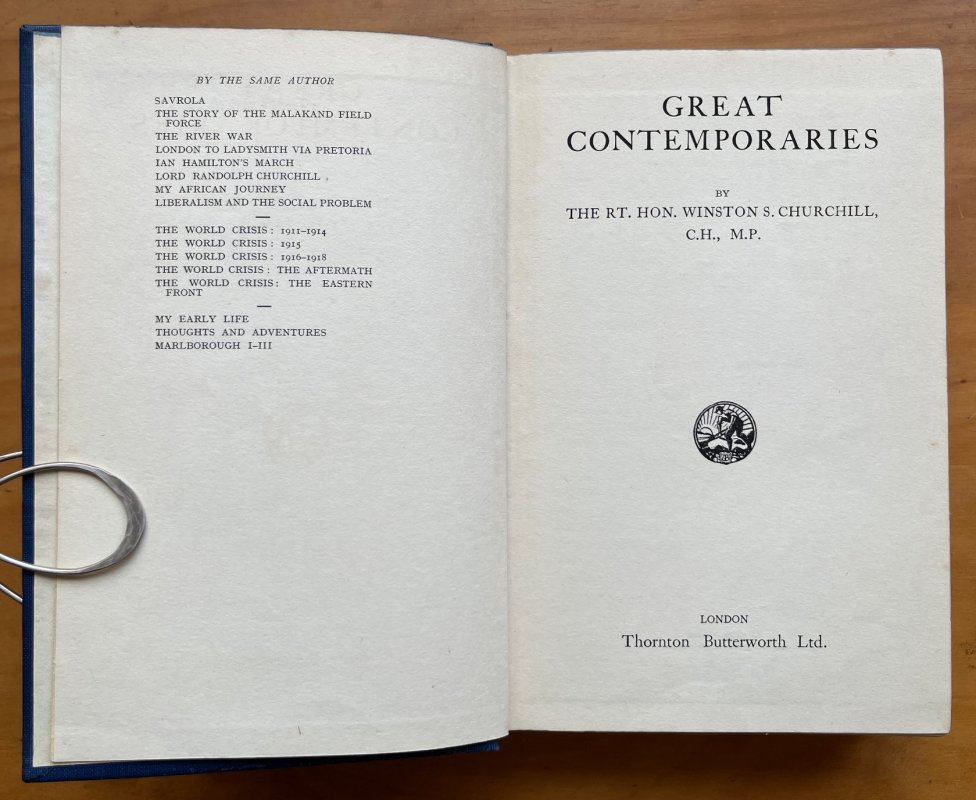 BY THE SAME AUTHOR
SAVROLA
THE STORY OF THE MALAKAND FIELD
FORCE
THE RIVER WAR
LONDON TO LADYSMITH VIA PRETORIA
IAN HAMILTON'S MARCH
LORD RANDOLPH CHURCHILL
MY AFRICAN JOURNEY
LIBERALISM AND THE SOCIAL PROBLEM
THE WORLD CRISIS: 1911–1914
THE WORLD CRISIS: 1915
THE WORLD CRISIS: 1916–1918
THE WORLD CRISIS: THE AFTERMATH
THE WORLD CRISIS: THE EASTERN
FRONT
MY EARLY LIFE
THOUGHTS AND ADVENTURES
MARLBOROUGH I–III
GREAT
CONTEMPORARIES
BY
THE RT. HON. WINSTON S. CHURCHILL,
C.H., M.P.
LONDON
Thornton Butterworth Ltd.